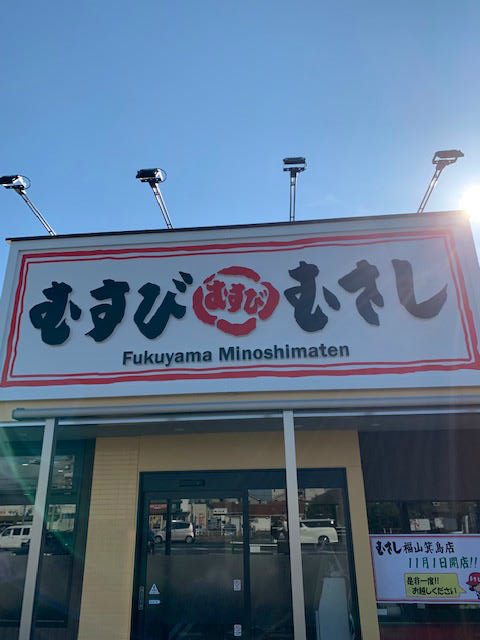 むすび むすび むさし
Fukuyama Minoshimaten
むさし 福山箕島店
11月1日開店!!
是非一度!!
お越しください